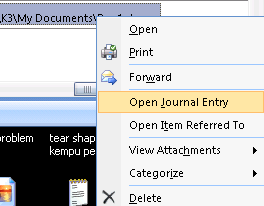 K3\My Documents\
Open
Print
Forward
Open Journal Entry
Open Item Referred To
View Attachments
Categorize
Delete
problem
tear shap
kempu pe